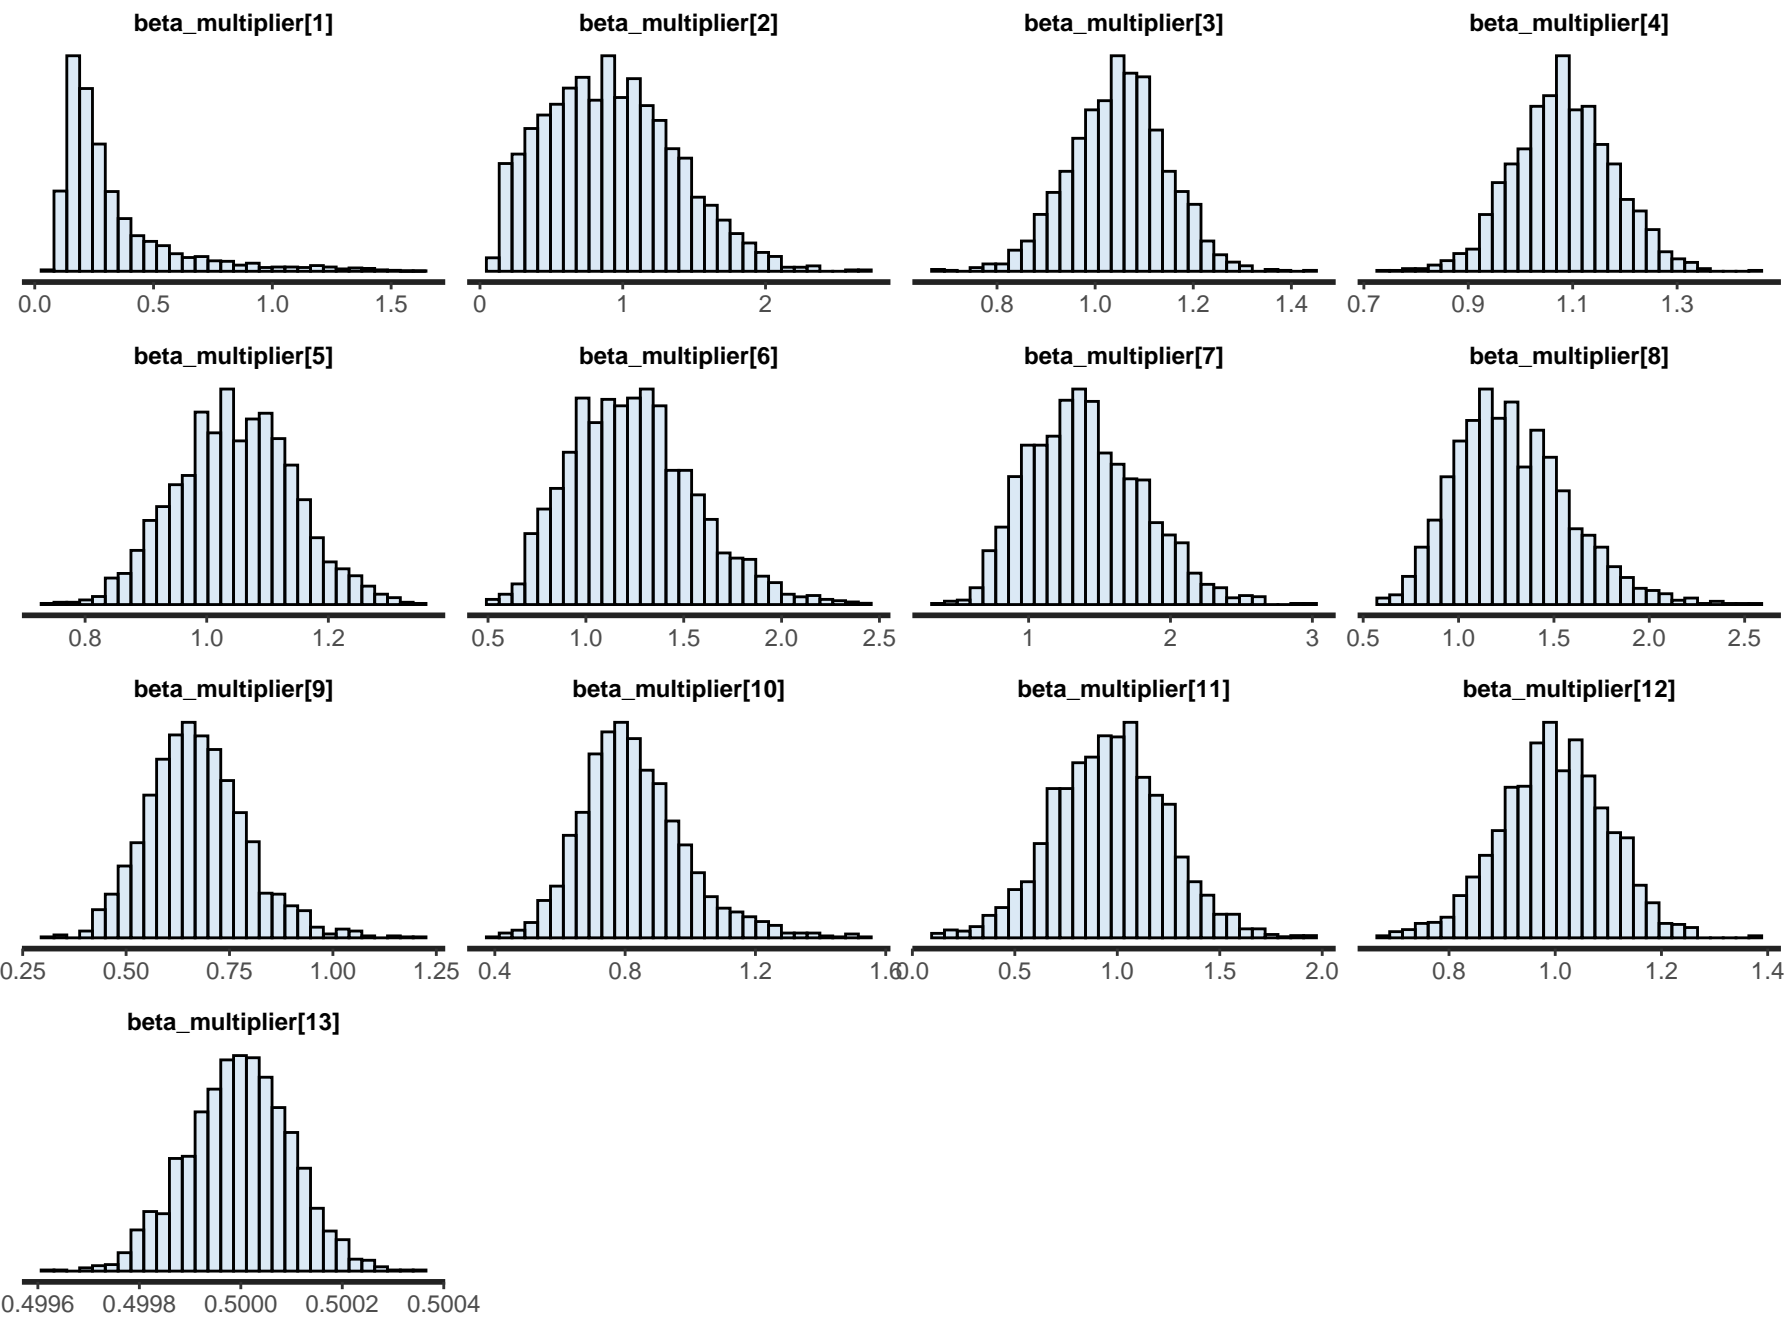 beta_multiplier[1] beta_multiplier[2] beta_multiplier[3] beta_multiplier[4]
0.0 0.5 1.0 1.5 0 1 2 0.8 1.0 1.2 1.4 0.7 0.9 1.1 1.3
beta_multiplier[5] beta_multiplier[6] beta_multiplier[7] beta_multiplier[8]
0.8 1.0 1.2 0.5 1.0 1.5 2.0 2.5 1 2 3 0.5 1.0 1.5 2.0 2.5
beta_multiplier[9] beta_multiplier[10] beta_multiplier[11] beta_multiplier[12]
0.25 0.50 0.75 1.00 1.25 0.4 0.8 1.2 1.6 0.0 0.5 1.0 1.5 2.0 0.8 1.0 1.2 1.4
beta_multiplier[13]
0.4996 0.4998 0.5000 0.5002 0.5004